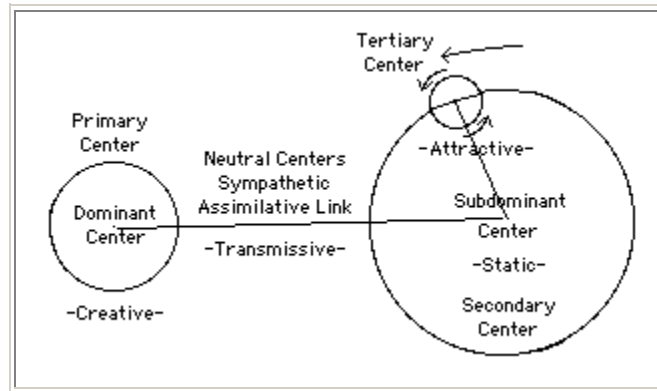 Tertiary
Center
Primary
Center
Neutral Centers
Sympathetic
Assimilative Link
-Attractive-
Dominant
Center
Subdominant
Center
-Transmissive-
-Static-
-Creative-
Secondary
Center